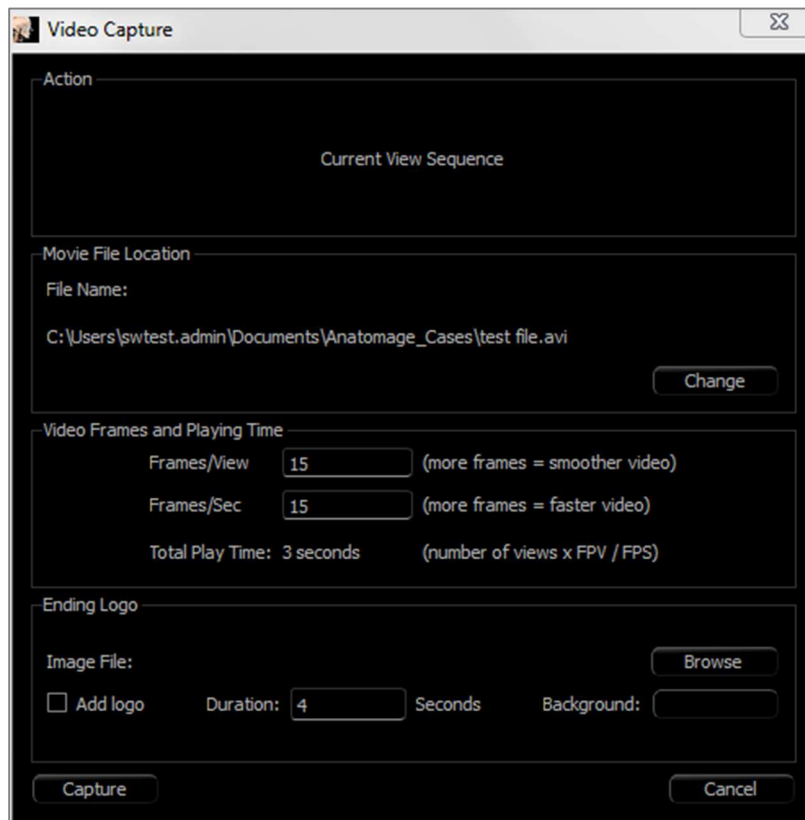 Video Capture
Action
Current View Sequence
Movie File Location
File Name:
C:\Users\swtest.admin\Documents\Anatomage_Cases\test file.avi
Change
Video Frames and Playing Time
Frames/View 15 (more frames = smoother video)
Frames/Sec 15 (more frames = faster video)
Total Play Time: 3 seconds (number of views x FPV / FPS)
Ending Logo
Image File: Browse
Add logo Duration: 4 Seconds Background:
Capture Cancel